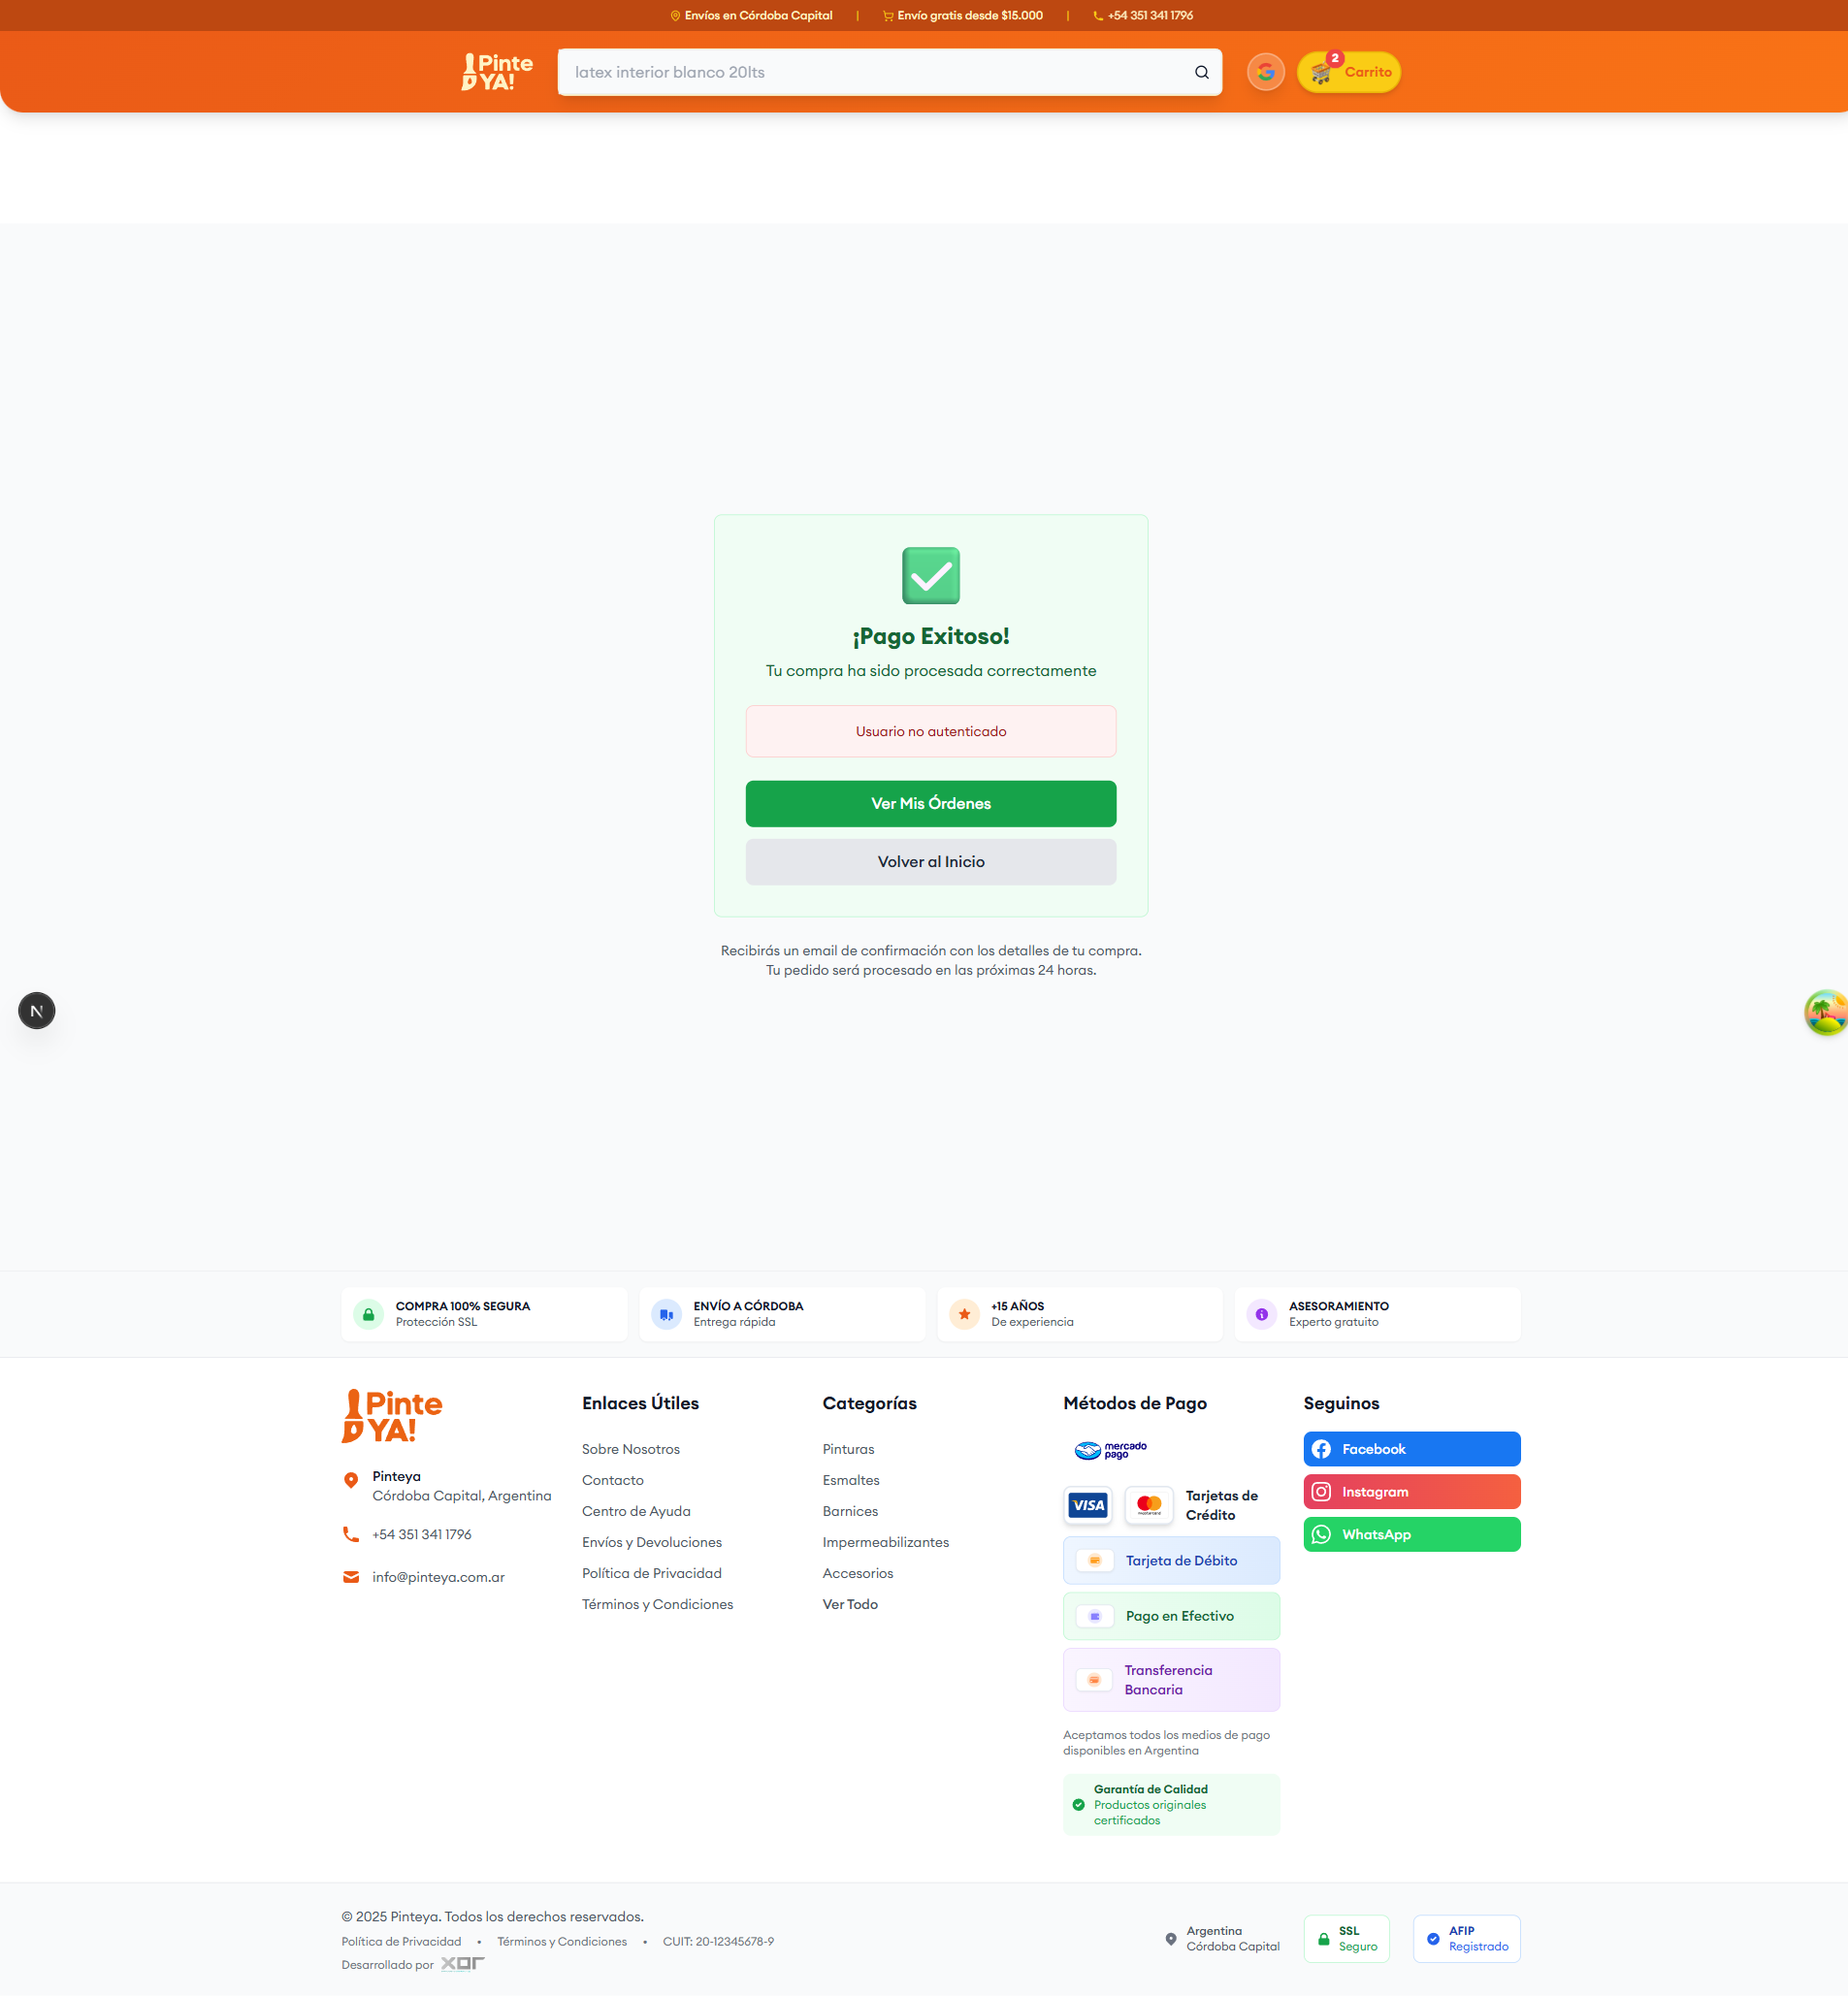 Envíos en Córdoba Capital | Envío gratis desde $15.000 | +54 351 341 1796
Pinte
YA!
latex interior blanco 20lts
2
Carrito
¡Pago Exitoso!
Tu compra ha sido procesada correctamente
Usuario no autenticado
Ver Mis Órdenes
Volver al Inicio
Recibirás un email de confirmación con los detalles de tu compra.
Tu pedido será procesado en las próximas 24 horas.
N
COMPRA 100% SEGURA
Protección SSL
ENVÍO A CÓRDOBA
Entrega rápida
+15 AÑOS
De experiencia
ASESORAMIENTO
Experto gratuito
Pinte
YA!
Pinteya
Córdoba Capital, Argentina
+54 351 341 1796
info@pinteya.com.ar
Enlaces Útiles
Sobre Nosotros
Contacto
Centro de Ayuda
Envíos y Devoluciones
Política de Privacidad
Términos y Condiciones
Categorías
Pinturas
Esmaltes
Barnices
Impermeabilizantes
Accesorios
Ver Todo
Métodos de Pago
mercado
pago
VISA
Tarjetas de
Crédito
Tarjeta de Débito
Pago en Efectivo
Transferencia
Bancaria
Aceptamos todos los medios de pago
disponibles en Argentina
Garantía de Calidad
Productos originales
certificados
Seguinos
Facebook
Instagram
WhatsApp
© 2025 Pinteya. Todos los derechos reservados.
Política de Privacidad • Términos y Condiciones • CUIT: 20-12345678-9
Desarrollado por xor
Argentina
Córdoba Capital
SSL
Seguro
AFIP
Registrado